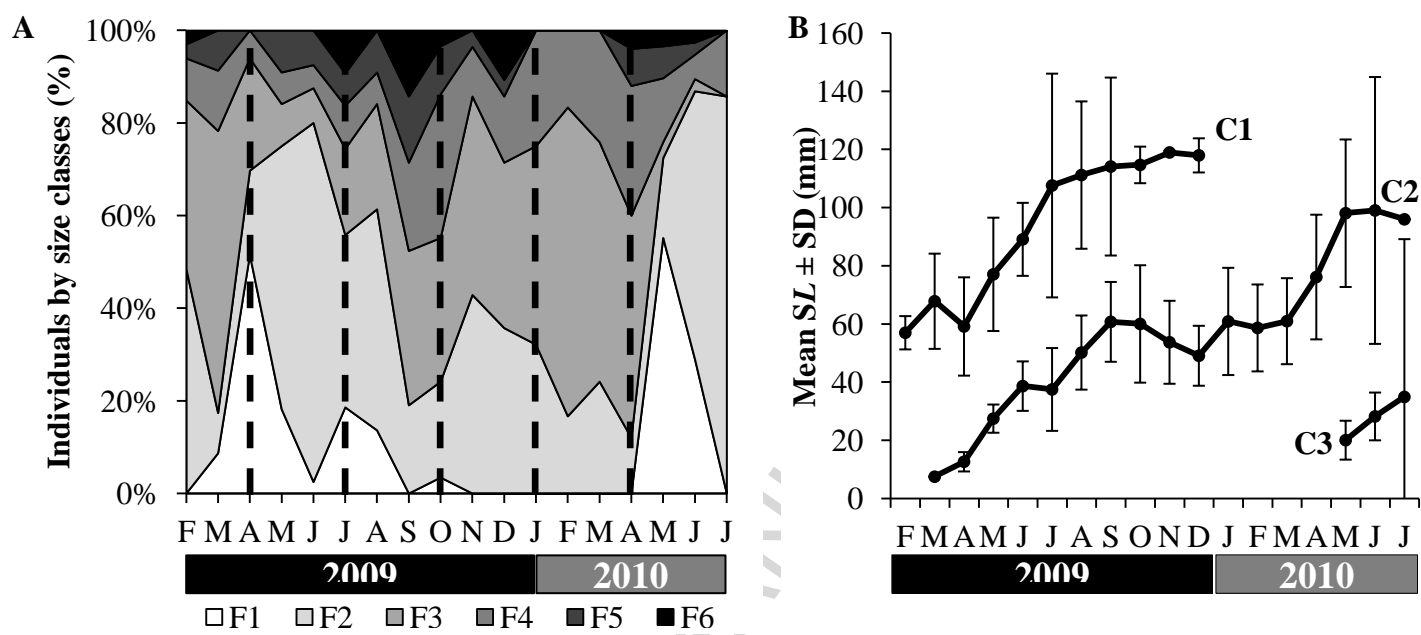 A
Individuals by size classes (%)
100%
80%
60%
40%
20%
0%
F M A M J J A S O N D J F M A M J J
2009 2010
F1 F2 F3 F4 F5 F6
B
Mean SL ± SD (mm)
160
140
120
100
80
60
40
20
0
C1
C2
C3
F M A M J J A S O N D J F M A M J J
2009 2010